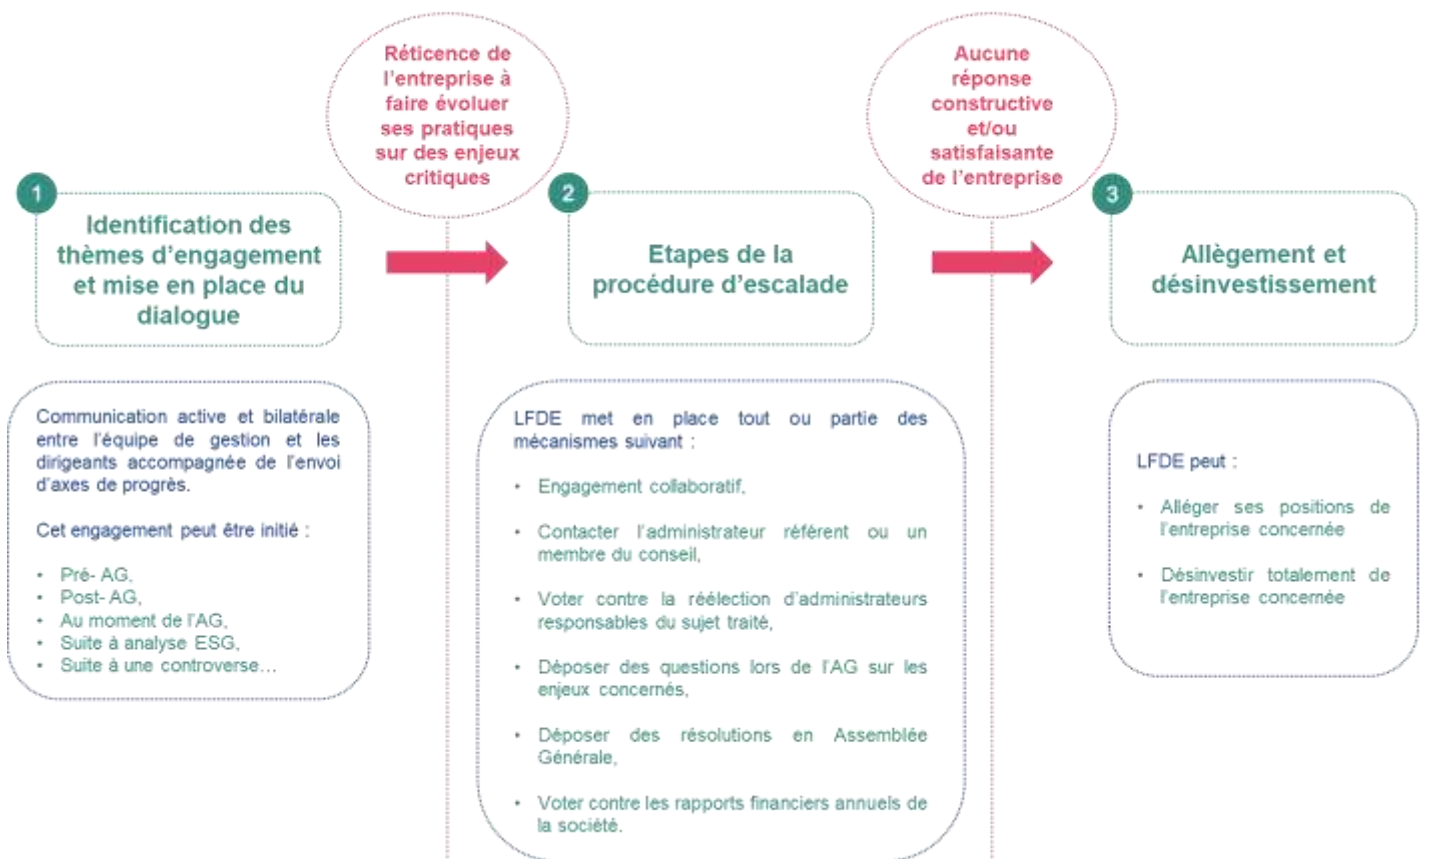 Réticence de
l'entreprise à
faire évoluer
ses pratiques
sur des enjeux
critiques
Aucune
réponse
constructive
et/ou
satisfaisante
de l'entreprise
1
Identification des
thèmes d'engagement
et mise en place du
dialogue
2
Etapes de la
procédure d'escalade
3
Allègement et
désinvestissement
Communication active et bilatérale
entre l'équipe de gestion et les
dirigeants accompagnée de l'envoi
d'axes de progrès.
Cet engagement peut être initié :
• Pré- AG,
• Post- AG,
• Au moment de l'AG,
• Suite à analyse ESG,
• Suite à une controverse…
LFDE met en place tout ou partie des
mécanismes suivant :
• Engagement collaboratif,
• Contacter l'administrateur référent ou un
membre du conseil,
• Voter contre la réélection d'administrateurs
responsables du sujet traité,
• Déposer des questions lors de l'AG sur les
enjeux concernés,
• Déposer des résolutions en Assemblée
Générale,
• Voter contre les rapports financiers annuels de
la société.
LFDE peut :
• Alléger ses positions de
l'entreprise concernée
• Désinvestir totalement de
l'entreprise concernée